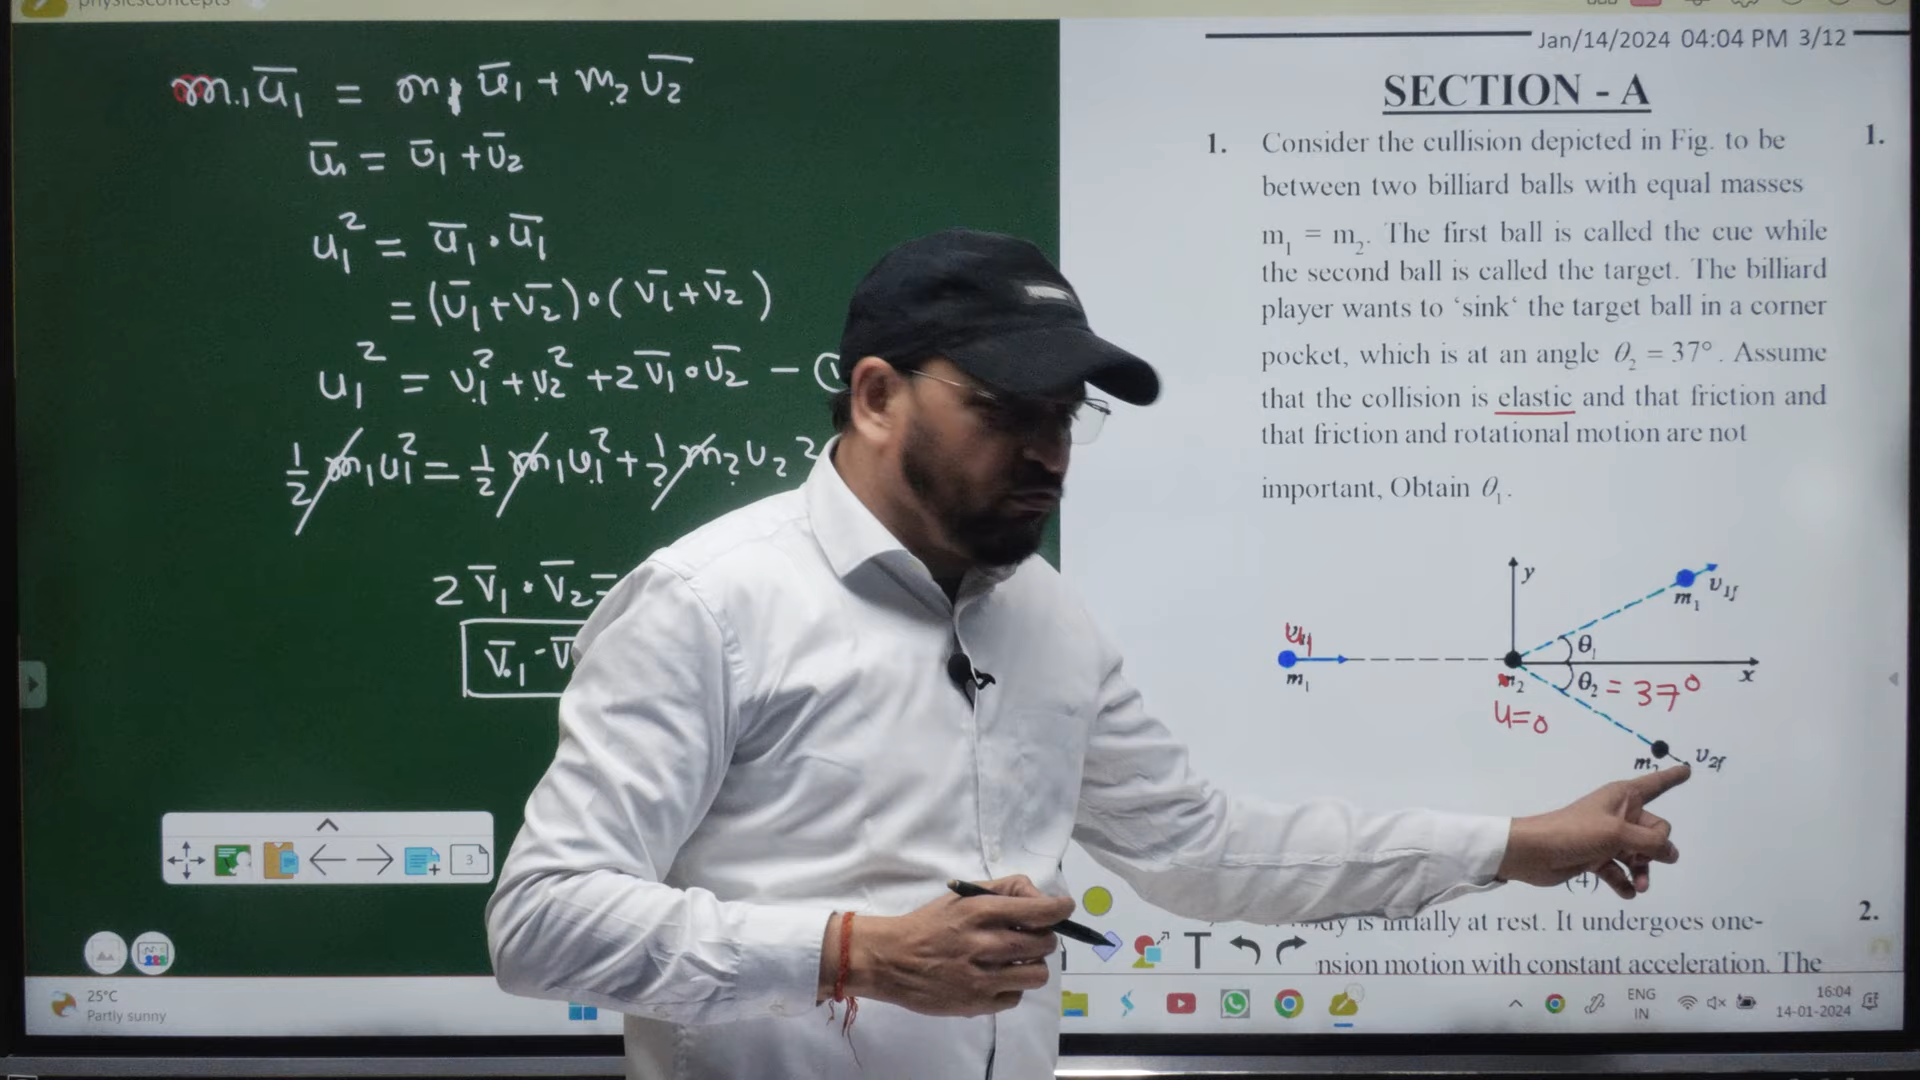 physicsconcepts
m₁ū₁ = m₁v̄₁ + m₂v̄₂
ū₁ = v̄₁ + v̄₂
u₁² = ū₁ · ū₁
= (v̄₁ + v̄₂) · (v̄₁ + v̄₂)
u₁² = v₁² + v₂² + 2v̄₁ · v̄₂ –
½ m₁u₁² = ½ m₁v₁² + ½ m₂v₂²
2 v̄₁ · v̄₂ =
v̄₁ ·
3
25°C
Partly sunny
Jan/14/2024 04:04 PM 3/12
SECTION - A
1. Consider the cullision depicted in Fig. to be
between two billiard balls with equal masses
m₁ = m₂. The first ball is called the cue while
the second ball is called the target. The billiard
player wants to ‘sink‘ the target ball in a corner
pocket, which is at an angle θ₂ = 37°. Assume
that the collision is elastic and that friction and
that friction and rotational motion are not
important, Obtain θ₁.
1.
y
m₁ v₁f
u₁
θ₁
m₁
m₂
θ₂ = 37°
x
u=0
v₂f
(4)
is initially at rest. It undergoes one-
2.
T
motion with constant acceleration. The
ENG
IN
16:04
14-01-2024